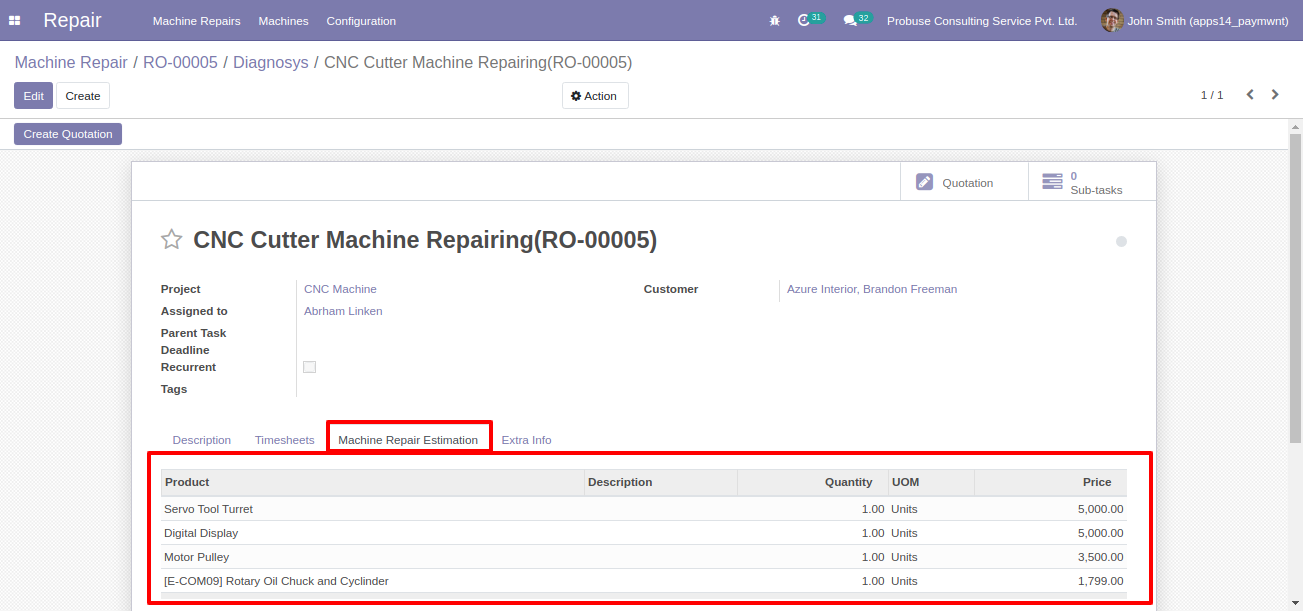 Repair Machine Repairs Machines Configuration 31 32 Probuse Consulting Service Pvt. Ltd. John Smith (apps14_paymwnt)
Machine Repair / RO-00005 / Diagnosys / CNC Cutter Machine Repairing(RO-00005)
Edit Create Action 1 / 1
Create Quotation
Quotation 0 Sub-tasks
CNC Cutter Machine Repairing(RO-00005)
Project CNC Machine Customer Azure Interior, Brandon Freeman
Assigned to Abrham Linken
Parent Task
Deadline
Recurrent
Tags
Description Timesheets Machine Repair Estimation Extra Info
Product Description Quantity UOM Price
Servo Tool Turret 1.00 Units 5,000.00
Digital Display 1.00 Units 5,000.00
Motor Pulley 1.00 Units 3,500.00
[E-COM09] Rotary Oil Chuck and Cyclinder 1.00 Units 1,799.00